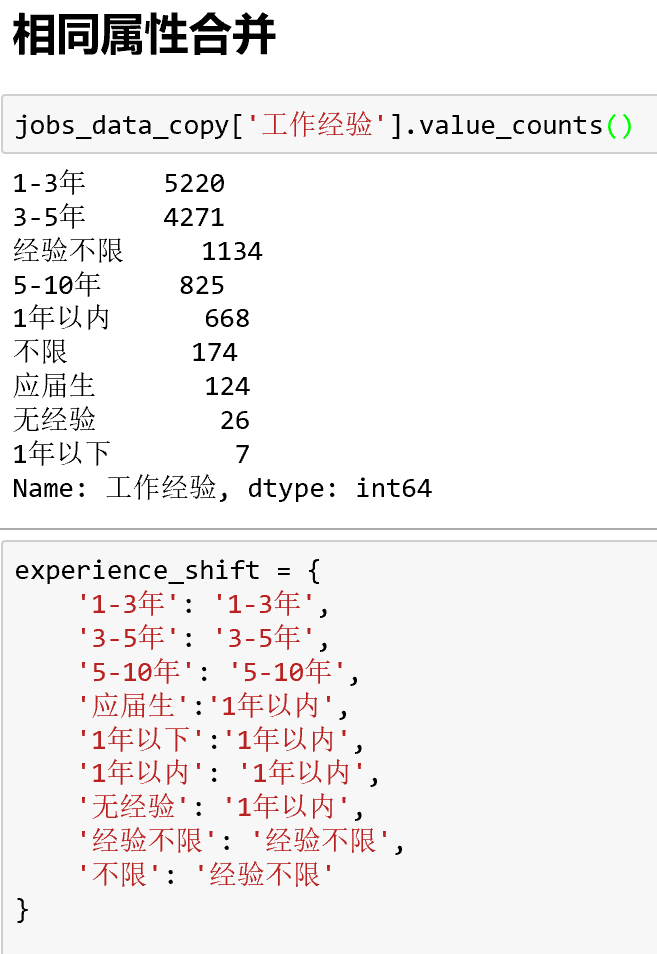 相同属性合并
jobs_data_copy['工作经验'].value_counts()
1-3年     5220
3-5年     4271
经验不限     1134
5-10年     825
1年以内      668
不限        174
应届生       124
无经验        26
1年以下        7
Name: 工作经验, dtype: int64
experience_shift = {
    '1-3年': '1-3年',
    '3-5年': '3-5年',
    '5-10年': '5-10年',
    '应届生':'1年以内',
    '1年以下':'1年以内',
    '1年以内': '1年以内',
    '无经验': '1年以内',
    '经验不限': '经验不限',
    '不限': '经验不限'
}